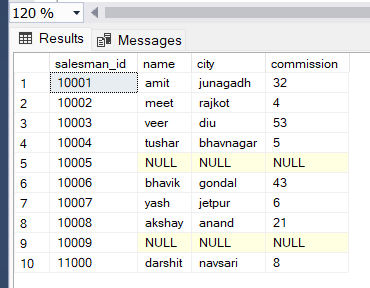 120 %
Results Messages
salesman_id name city commission
1 10001 amit junagadh 32
2 10002 meet rajkot 4
3 10003 veer diu 53
4 10004 tushar bhavnagar 5
5 10005 NULL NULL NULL
6 10006 bhavik gondal 43
7 10007 yash jetpur 6
8 10008 akshay anand 21
9 10009 NULL NULL NULL
10 11000 darshit navsari 8